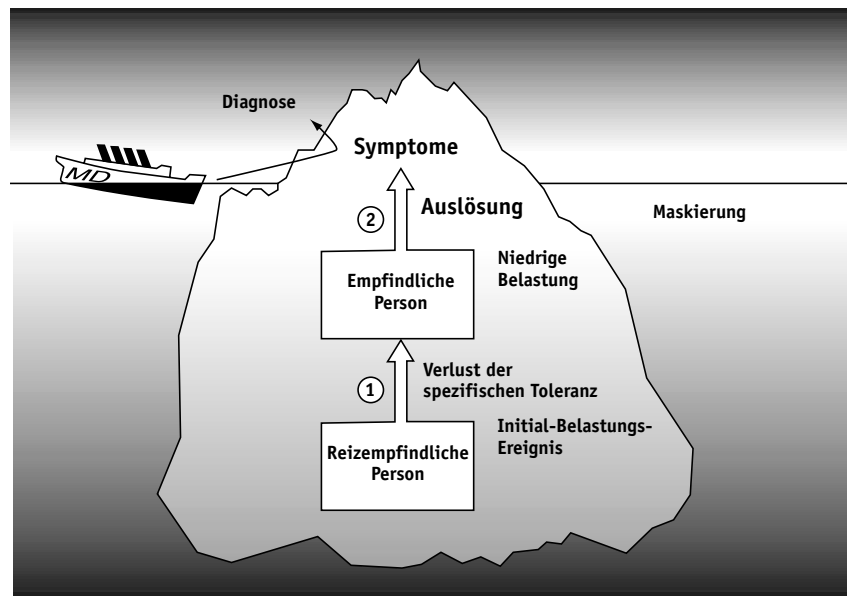 Diagnose
Symptome
MD
Auslösung
Maskierung
2
Niedrige
Belastung
Empfindliche
Person
Verlust der
spezifischen Toleranz
1
Initial-Belastungs-
Ereignis
Reizempfindliche
Person